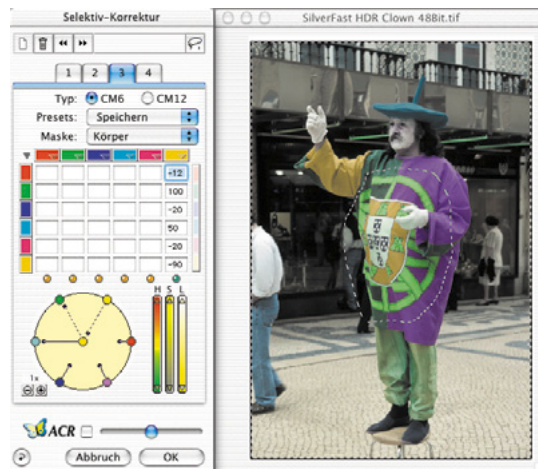 Selektiv-Korrektur
SilverFast HDR Clown 48Bit.tif
1 2 3 4
Typ: CM6 CM12
Presets: Speichern
Maske: Körper
-12
100
-20
50
-20
-90
H S L
1x
ACR
Abbruch OK